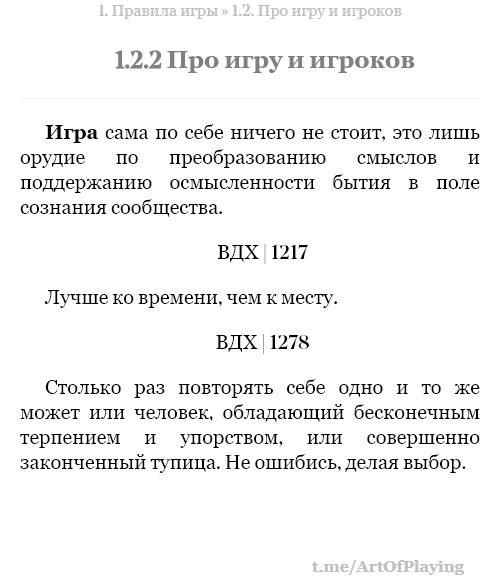 1. Правила игры » 1.2. Про игру и игроков
1.2.2 Про игру и игроков
Игра сама по себе ничего не стоит, это лишь
орудие по преобразованию смыслов и
поддержанию осмысленности бытия в поле
сознания сообщества.
ВДХ | 1217
Лучше ко времени, чем к месту.
ВДХ | 1278
Столько раз повторять себе одно и то же
может или человек, обладающий бесконечным
терпением и упорством, или совершенно
законченный тупица. Не ошибись, делая выбор.
t.me/ArtOfPlaying